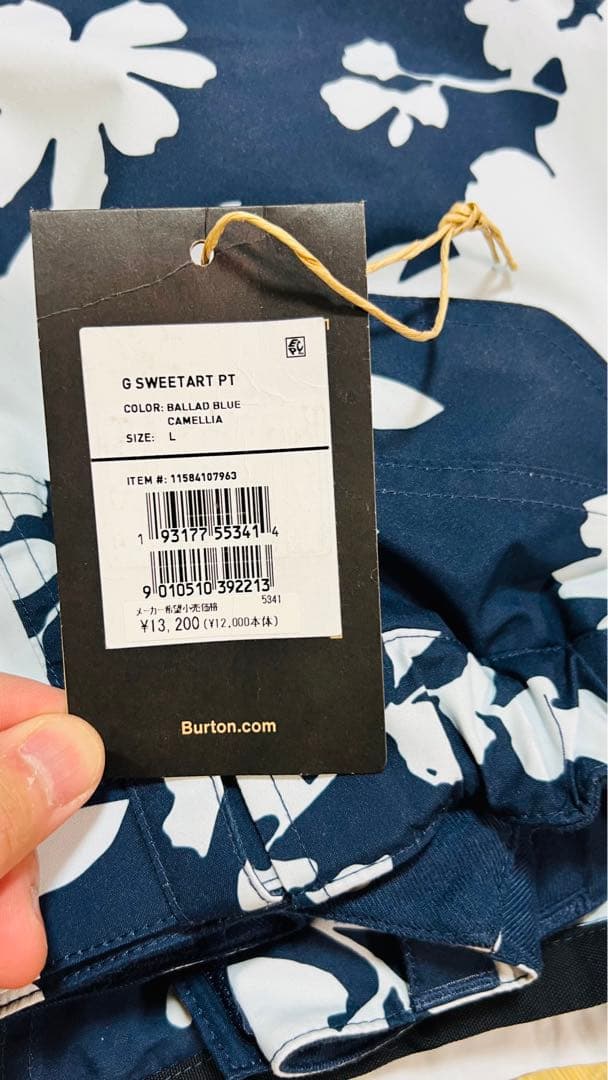 G SWEETART PT
COLOR: BALLAD BLUE
CAMELLIA
SIZE: L
ITEM #: 11584107963
1 93177 55341 4
9 010510 392213
5341
メーカー希望小売価格
¥13,200(¥12,000本体)
Burton.com